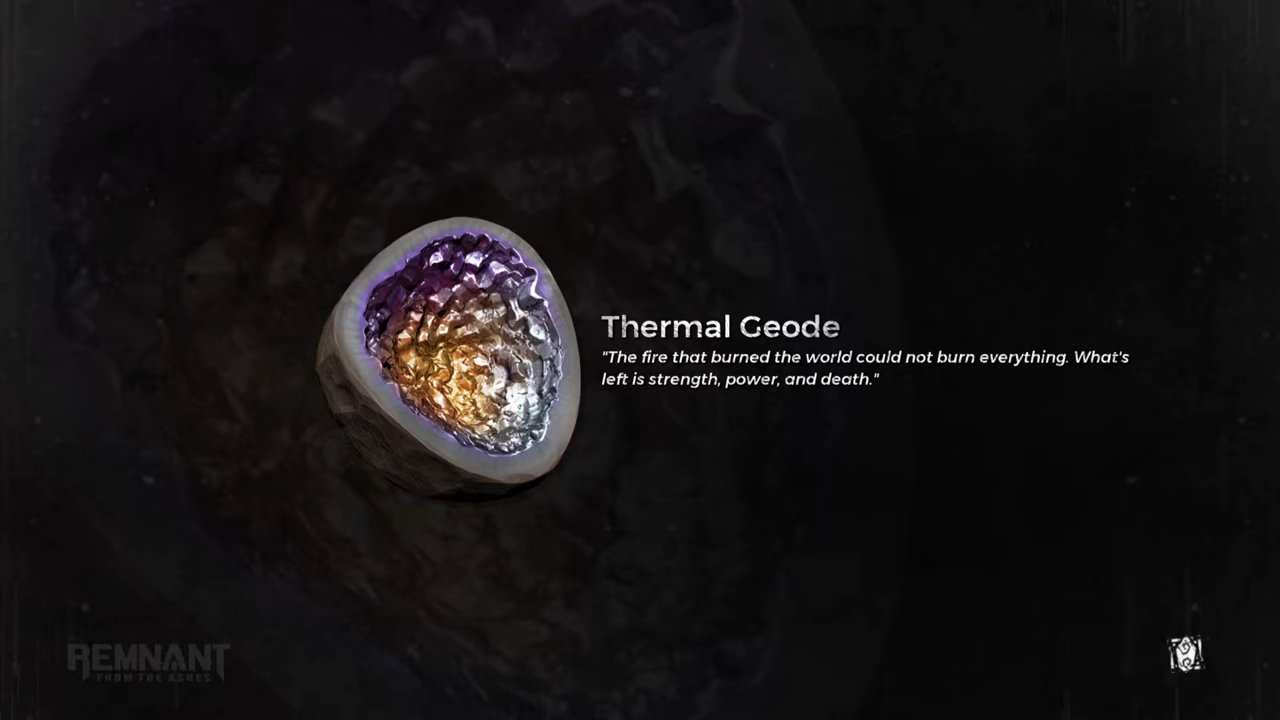 Thermal Geode
"The fire that burned the world could not burn everything. What's
left is strength, power, and death."
REMNANT
FROM THE ASHES